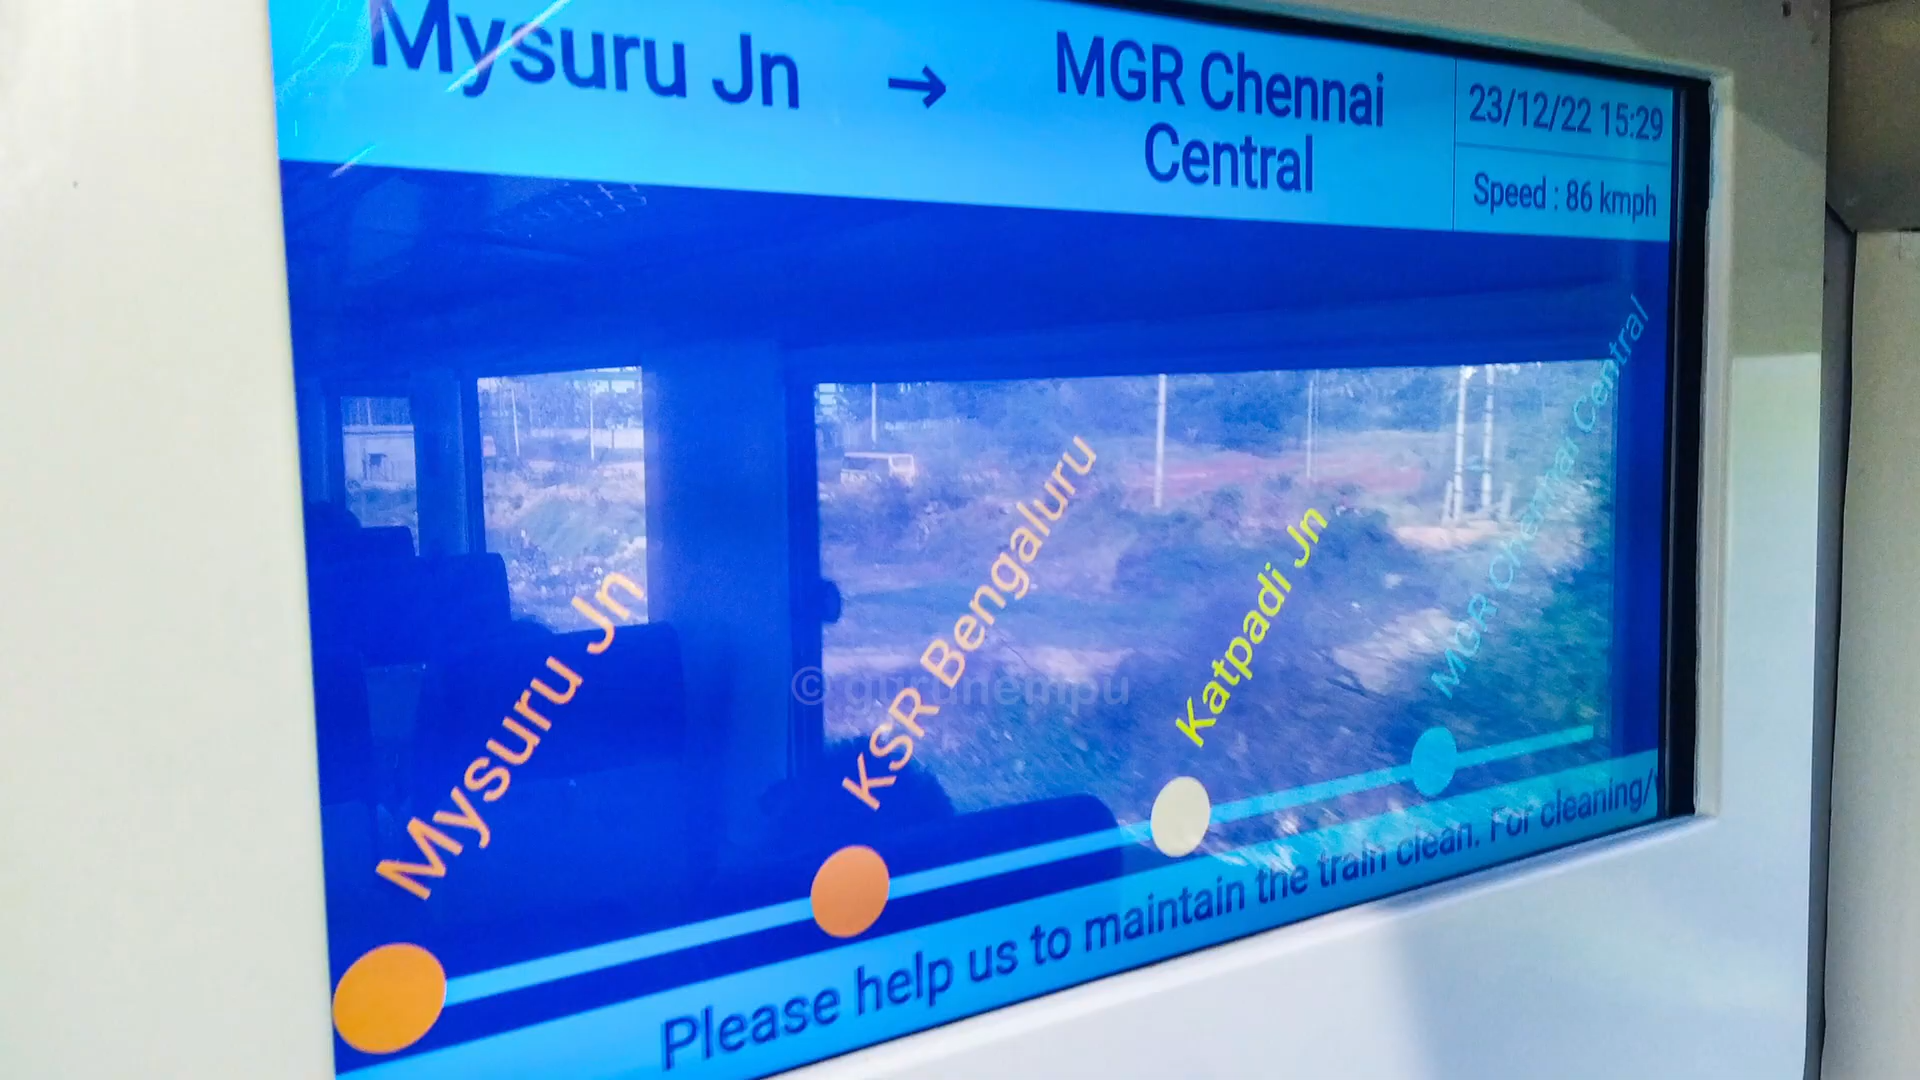 Mysuru Jn → MGR Chennai
Central
23/12/22 15:29
Speed : 86 kmph
Mysuru Jn
KSR Bengaluru
Katpadi Jn
MGR Chennai Central
Please help us to maintain the train clean. For cleaning/
© guruhempu